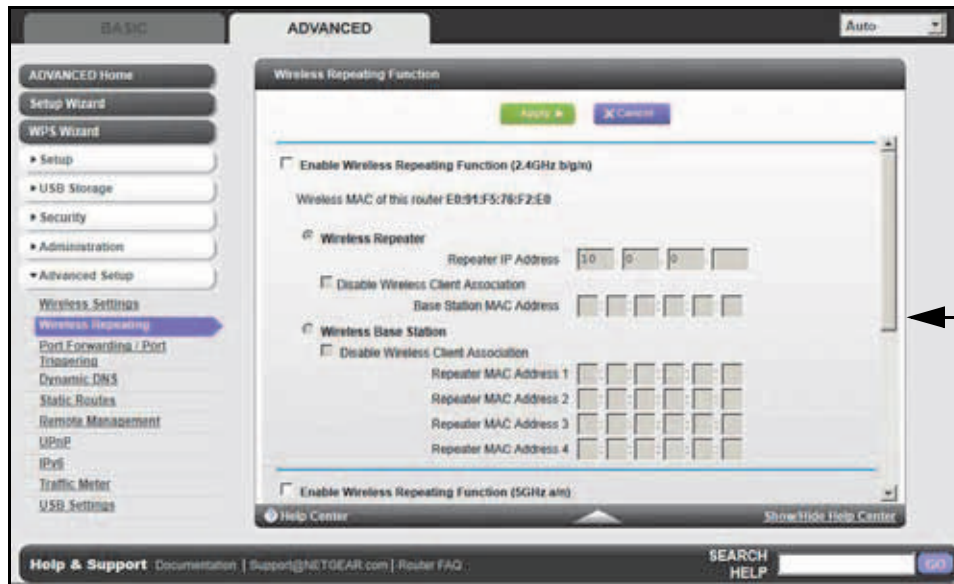 BASIC
ADVANCED
Auto
ADVANCED Home
Setup Wizard
WPS Wizard
Setup
USB Storage
Security
Administration
Advanced Setup
Wireless Settings
Wireless Repeating
Port Forwarding / Port
Triggering
Dynamic DNS
Static Routes
Remote Management
UPnP
IPv6
Traffic Meter
USB Settings
Wireless Repeating Function
Apply
X Cancel
Enable Wireless Repeating Function (2.4GHz b/g/n)
Wireless MAC of this router E0:91:F5:76:F2:E0
Wireless Repeater
Repeater IP Address 10 . 0 . 0 .
Disable Wireless Client Association
Base Station MAC Address
Wireless Base Station
Disable Wireless Client Association
Repeater MAC Address 1
Repeater MAC Address 2
Repeater MAC Address 3
Repeater MAC Address 4
Enable Wireless Repeating Function (5GHz a/n)
Help Center
Show/Hide Help Center
Help & Support Documentation | Support@NETGEAR.com | Router FAQ
SEARCH
HELP
GO